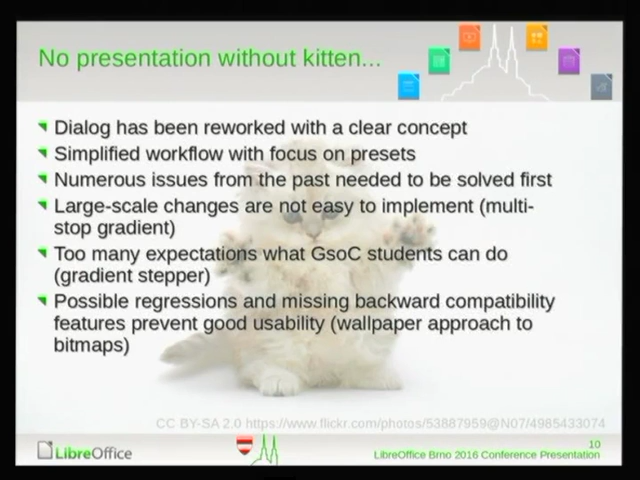 No presentation without kitten...
Dialog has been reworked with a clear concept
Simplified workflow with focus on presets
Numerous issues from the past needed to be solved first
Large-scale changes are not easy to implement (multi-
stop gradient)
Too many expectations what GsoC students can do
(gradient stepper)
Possible regressions and missing backward compatibility
features prevent good usability (wallpaper approach to
bitmaps)
CC BY-SA 2.0 https://www.flickr.com/photos/53887959@N07/4985433074
LibreOffice
10
LibreOffice Brno 2016 Conference Presentation